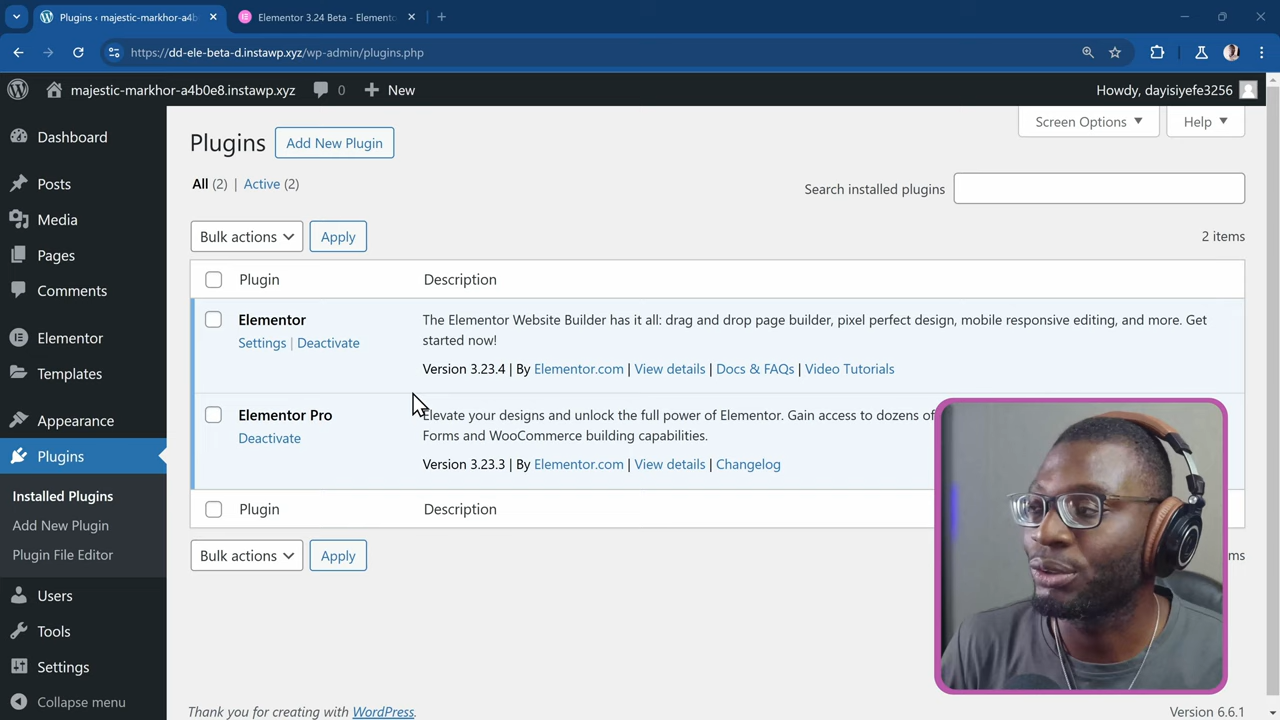 Plugins ‹ majestic-markhor-a4b
Elementor 3.24 Beta - Elemento
https://dd-ele-beta-d.instawp.xyz/wp-admin/plugins.php
majestic-markhor-a4b0e8.instawp.xyz
0
New
Howdy, dayisiyefe3256
Dashboard
Posts
Media
Pages
Comments
Elementor
Templates
Appearance
Plugins
Installed Plugins
Add New Plugin
Plugin File Editor
Users
Tools
Settings
Collapse menu
Screen Options
Help
Plugins
Add New Plugin
All (2) | Active (2)
Search installed plugins
Bulk actions
Apply
2 items
Plugin
Description
Elementor
Settings | Deactivate
The Elementor Website Builder has it all: drag and drop page builder, pixel perfect design, mobile responsive editing, and more. Get
started now!
Version 3.23.4 | By Elementor.com | View details | Docs & FAQs | Video Tutorials
Elementor Pro
Deactivate
Elevate your designs and unlock the full power of Elementor. Gain access to dozens of
Forms and WooCommerce building capabilities.
Version 3.23.3 | By Elementor.com | View details | Changelog
Plugin
Description
Bulk actions
Apply
ms
Thank you for creating with WordPress.
Version 6.6.1